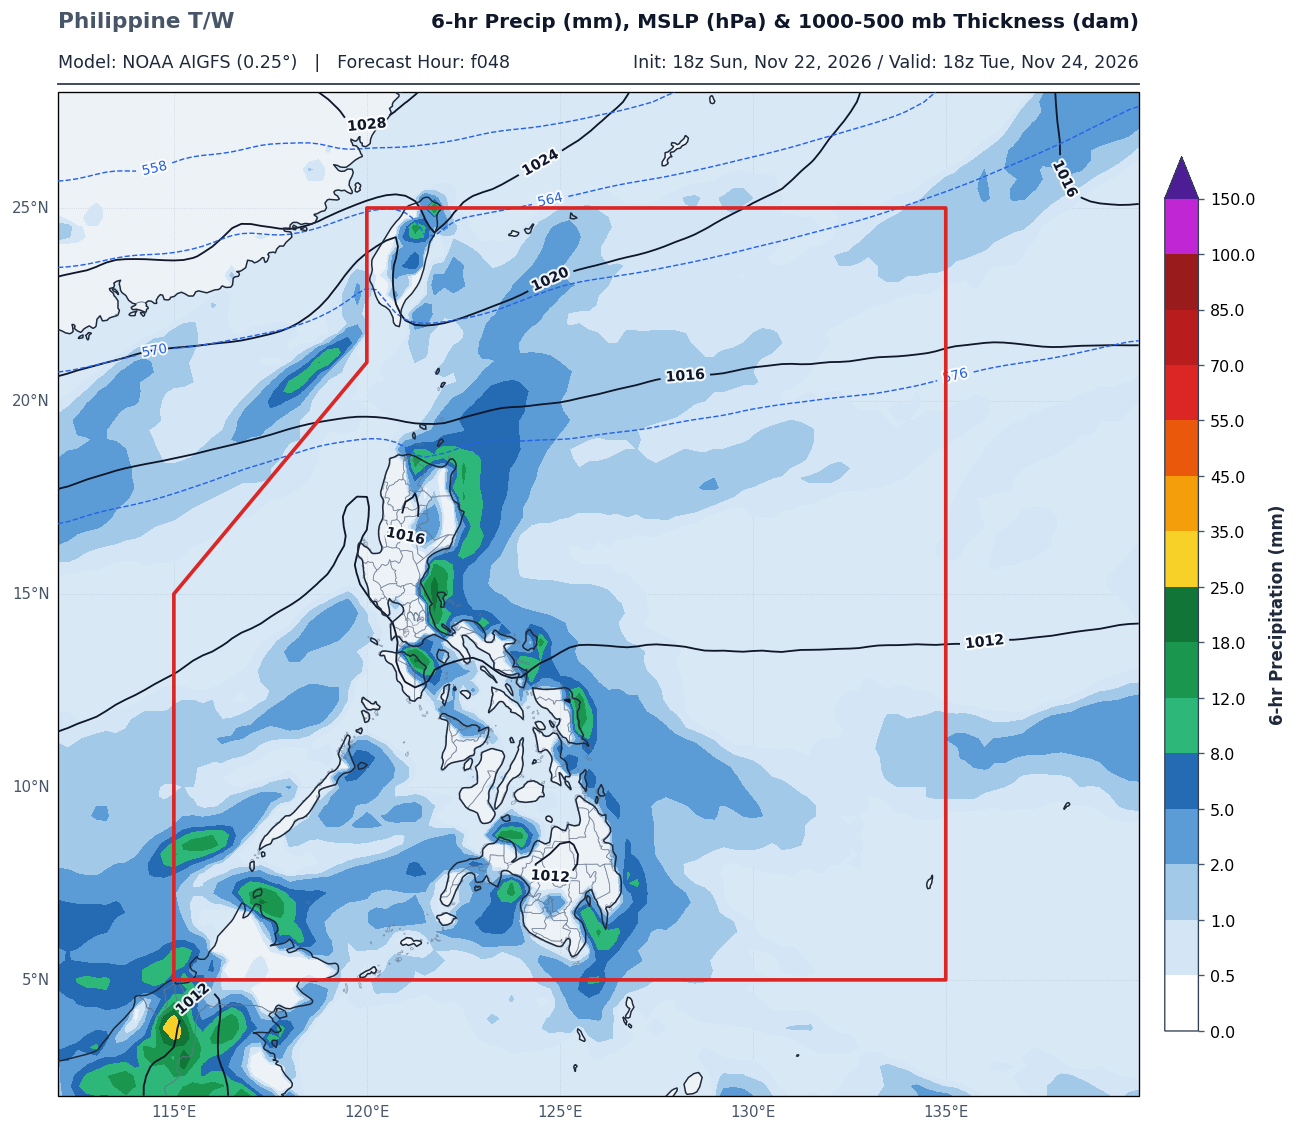 Philippine T/W
6-hr Precip (mm), MSLP (hPa) & 1000-500 mb Thickness (dam)
Model: NOAA AIGFS (0.25°) | Forecast Hour: f048
Init: 18z Sun, Nov 22, 2026 / Valid: 18z Tue, Nov 24, 2026
1028
1024
1016
558
564
25°N
1020
570
1016
576
20°N
1016
15°N
1012
10°N
1012
5°N
1012
115°E
120°E
125°E
130°E
135°E
150.0
100.0
85.0
70.0
55.0
45.0
35.0
25.0
18.0
12.0
8.0
5.0
2.0
1.0
0.5
0.0
6-hr Precipitation (mm)